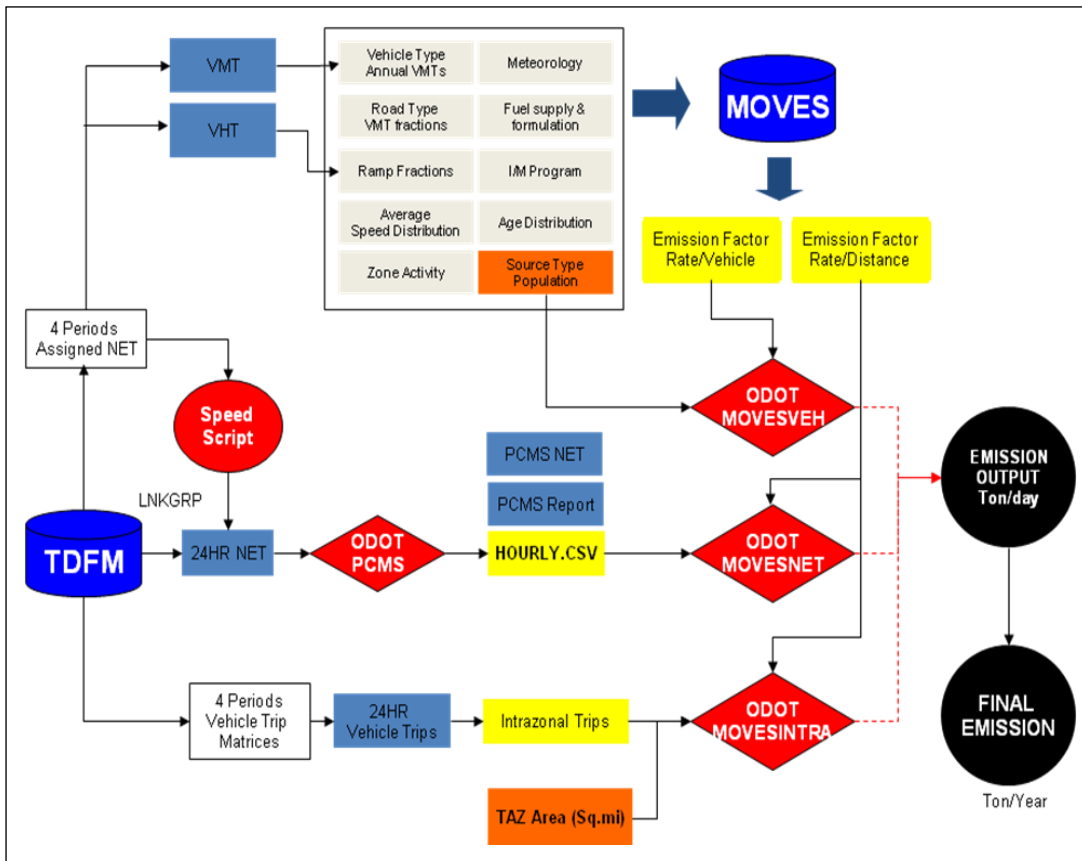 VMT
VHT
Vehicle Type
Annual VMTs
Meteorology
Road Type
VMT fractions
Fuel supply &
formulation
Ramp Fractions
I/M Program
Average
Speed Distribution
Age Distribution
Zone Activity
Source Type
Population
MOVES
Emission Factor
Rate/Vehicle
Emission Factor
Rate/Distance
4 Periods
Assigned NET
Speed
Script
LNKGRP
TDFM
24HR NET
ODOT
PCMS
PCMS NET
PCMS Report
HOURLY.CSV
ODOT
MOVESVEH
ODOT
MOVESNET
ODOT
MOVESINTRA
EMISSION
OUTPUT
Ton/day
4 Periods
Vehicle Trip
Matrices
24HR
Vehicle Trips
Intrazonal Trips
TAZ Area (Sq.mi)
FINAL
EMISSION
Ton/Year